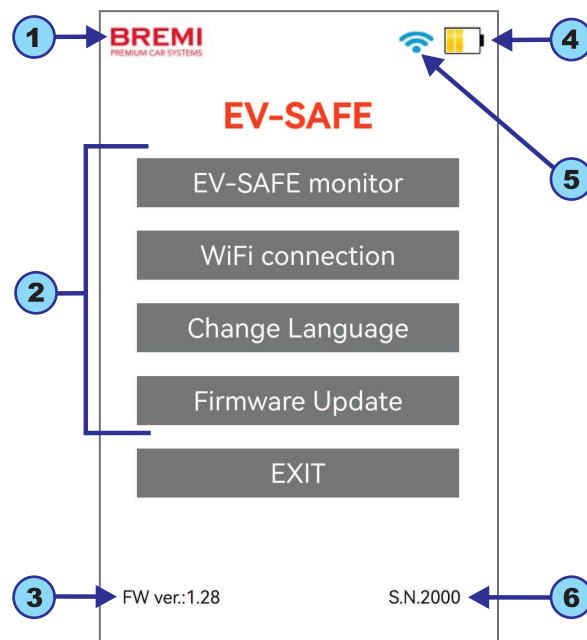 1
BREMI
PREMIUM CAR SYSTEMS
4
EV-SAFE
5
EV-SAFE monitor
WiFi connection
2
Change Language
Firmware Update
EXIT
3
FW ver.:1.28
S.N.2000
6